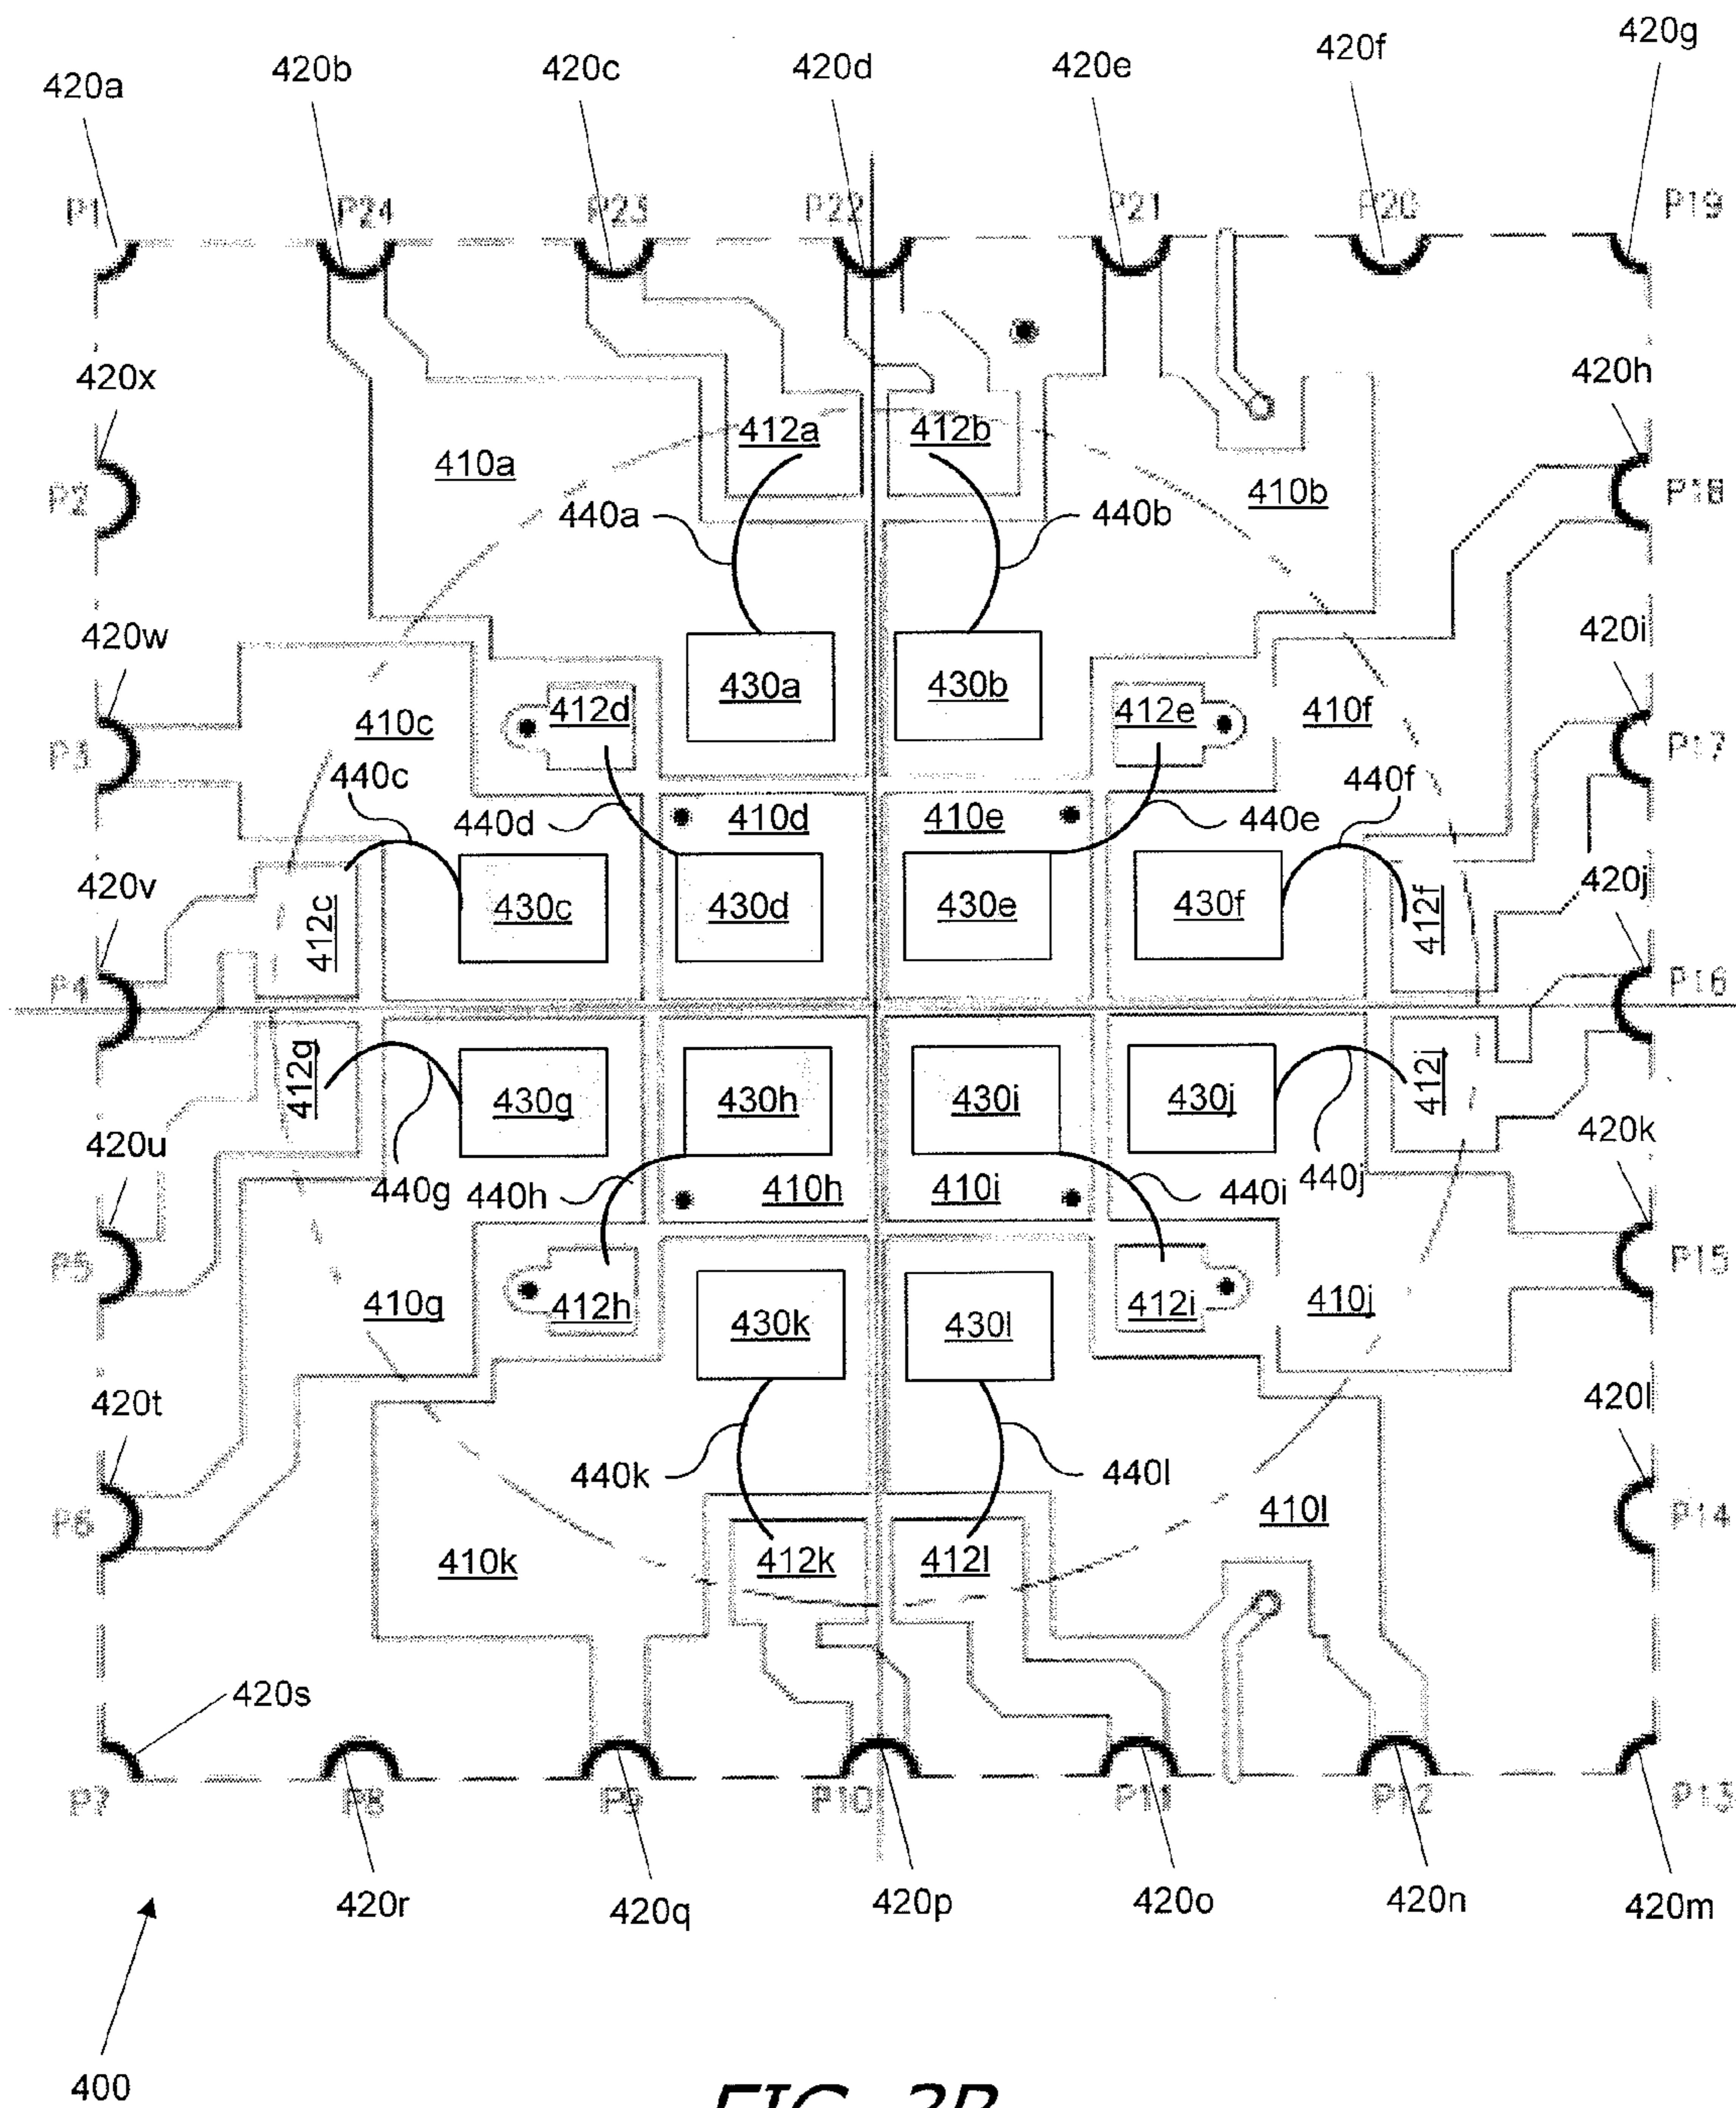 420a 420b 420c 420d 420e 420f 420g
P1 P24 P23 P22 P21 P20 P19
420x 420h
412a 412b
410a 410b
P2 440a 440b P18
420w 420i
430a 430b
412d 412e
410c 410f
P3 P17
440c 440f
440d 410d 410e 440e
420v 420j
430c 430d 430e 430f
412c 412f
P4 P16
412g 412j
430g 430h 430i 430j
420u 420k
440g 440h 410h 410i 440i 440j
P5 P15
410g 412h 412i 410j
430k 430l
420t 420l
440k 440l
P6 410l P14
410k 412k 412l
420s
P7 P8 P9 P10 P11 P12 P13
420r 420q 420p 420o 420n 420m
400
FIG. 3B